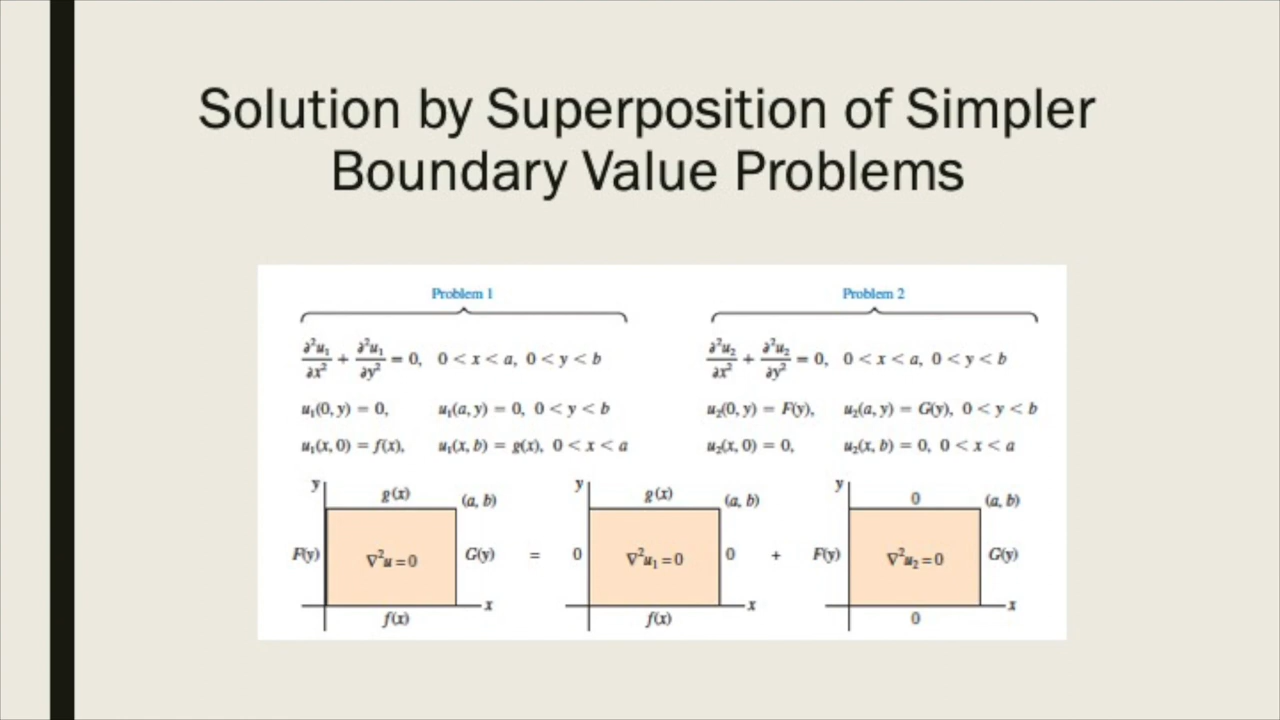 Solution by Superposition of Simpler
Boundary Value Problems
Problem 1
∂²u₁/∂x² + ∂²u₁/∂y² = 0, 0 < x < a, 0 < y < b
u₁(0, y) = 0, u₁(a, y) = 0, 0 < y < b
u₁(x, 0) = f(x), u₁(x, b) = g(x), 0 < x < a
Problem 2
∂²u₂/∂x² + ∂²u₂/∂y² = 0, 0 < x < a, 0 < y < b
u₂(0, y) = F(y), u₂(a, y) = G(y), 0 < y < b
u₂(x, 0) = 0, u₂(x, b) = 0, 0 < x < a
y g(x) (a, b)
F(y) ∇²u = 0 G(y)
x
f(x)
=
y g(x) (a, b)
0 ∇²u₁ = 0 0
x
f(x)
+
y 0 (a, b)
F(y) ∇²u₂ = 0 G(y)
x
0